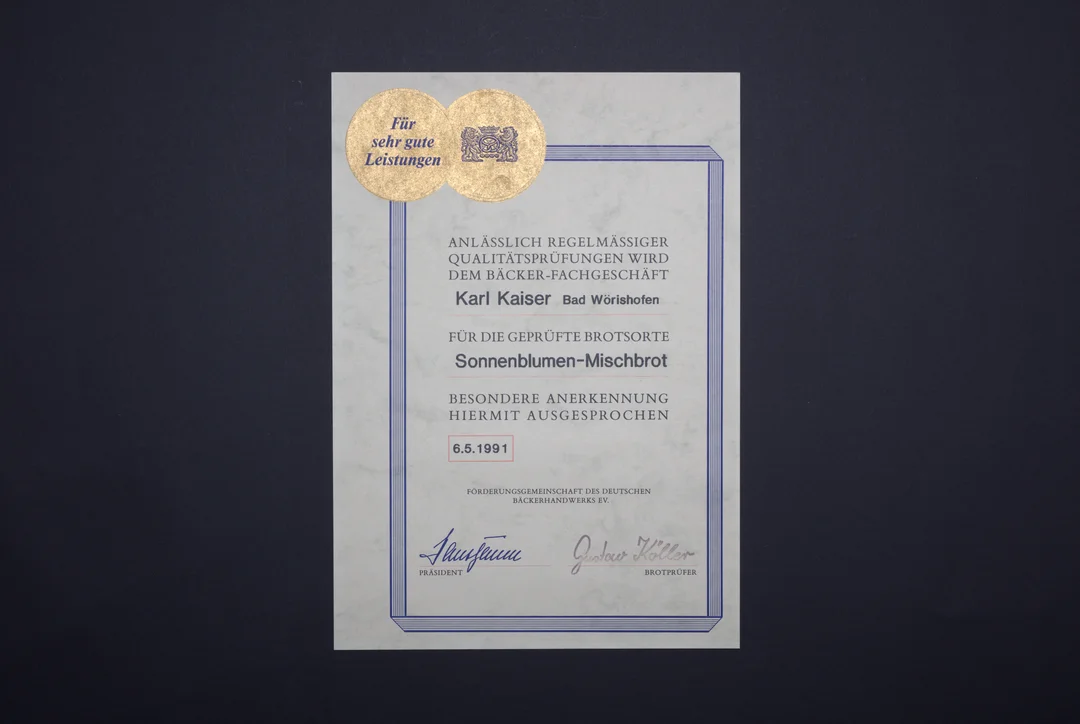 Für
sehr gute
Leistungen
ANLÄSSLICH REGELMÄSSIGER
QUALITÄTSPRÜFUNGEN WIRD
DEM BÄCKER-FACHGESCHÄFT
Karl Kaiser Bad Wörishofen
FÜR DIE GEPRÜFTE BROTSORTE
Sonnenblumen-Mischbrot
BESONDERE ANERKENNUNG
HIERMIT AUSGESPROCHEN
6.5.1991
FÖRDERUNGSGEMEINSCHAFT DES DEUTSCHEN
BÄCKERHANDWERKS EV.
Gustav Köller
PRÄSIDENT BROTPRÜFER